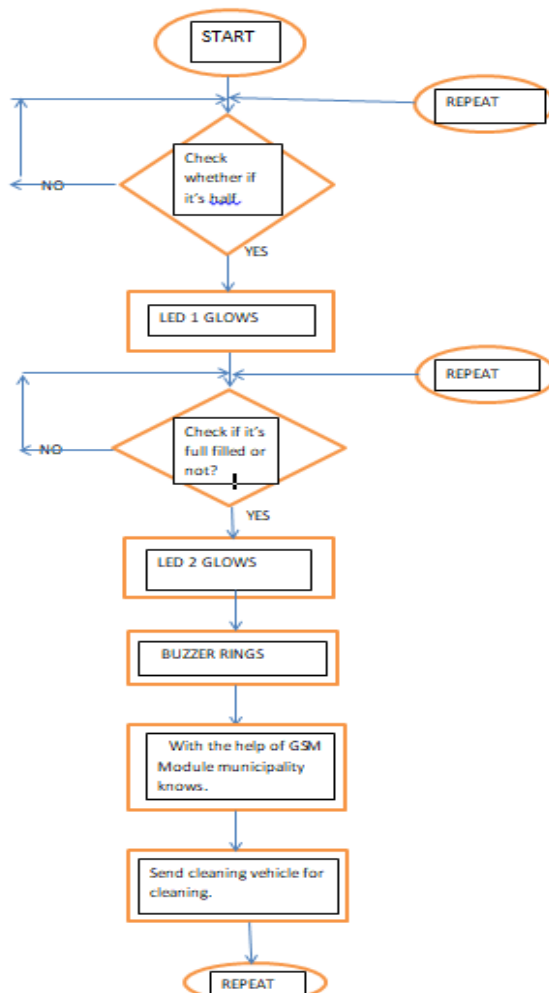 START
REPEAT
Check
whether if
it's half.
NO
YES
LED 1 GLOWS
REPEAT
Check if it's
full filled or
not?
NO
YES
LED 2 GLOWS
BUZZER RINGS
With the help of GSM
Module municipality
knows.
Send cleaning vehicle for
cleaning.
REPEAT